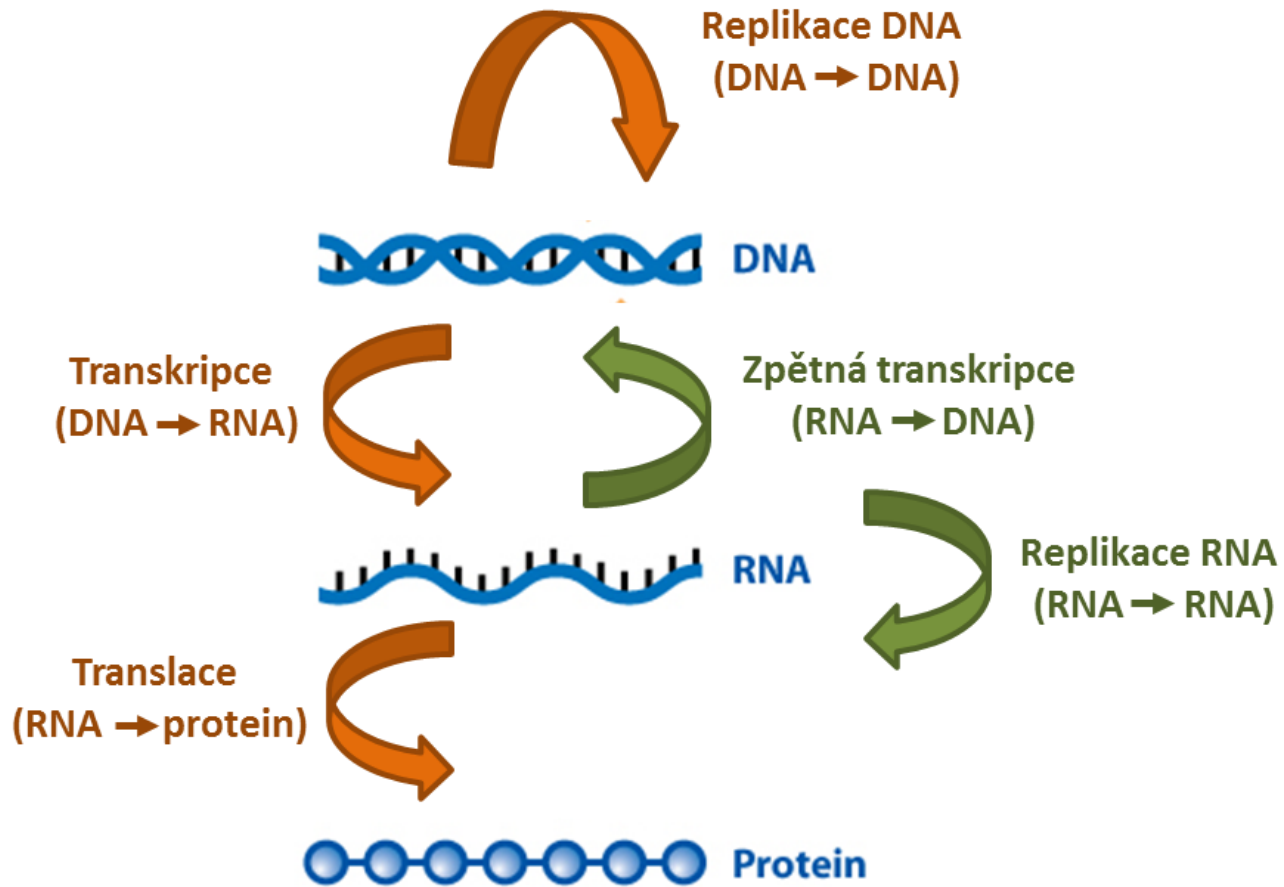 Replikace DNA
(DNA → DNA)
DNA
Transkripce
(DNA → RNA)
Zpětná transkripce
(RNA → DNA)
RNA
Replikace RNA
(RNA → RNA)
Translace
(RNA → protein)
Protein